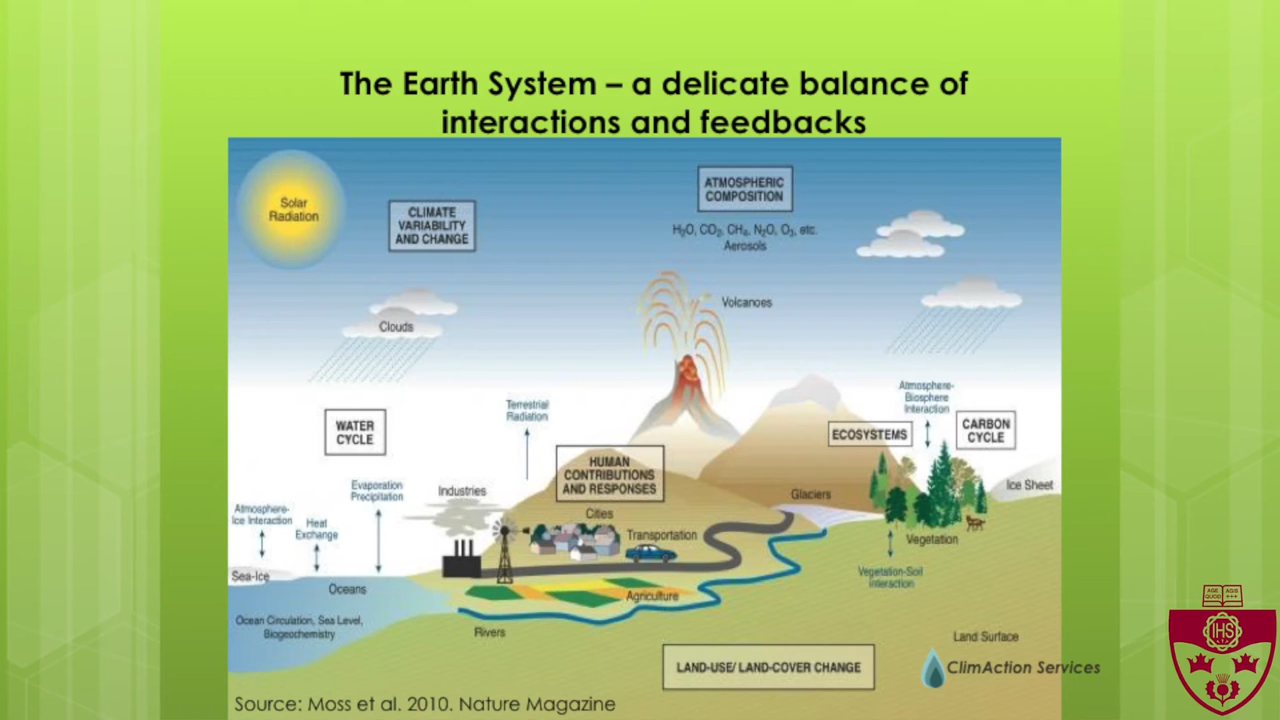 The Earth System – a delicate balance of
interactions and feedbacks
Solar
Radiation
CLIMATE
VARIABILITY
AND CHANGE
ATMOSPHERIC
COMPOSITION
H₂O, CO₂, CH₄, N₂O, O₃, etc.
Aerosols
Volcanoes
Clouds
Atmosphere-
Biosphere
Interaction
Terrestrial
Radiation
WATER
CYCLE
ECOSYSTEMS
CARBON
CYCLE
HUMAN
CONTRIBUTIONS
AND RESPONSES
Evaporation
Precipitation
Industries
Glaciers
Ice Sheet
Atmosphere-
Ice Interaction
Heat
Exchange
Cities
Transportation
Vegetation
Sea-Ice
Oceans
Agriculture
Vegetation-Soil
Interaction
Ocean Circulation, Sea Level,
Biogeochemistry
Rivers
Land Surface
LAND-USE/ LAND-COVER CHANGE
ClimAction Services
Source: Moss et al. 2010. Nature Magazine
AGE AGIS
QUOD
IHS